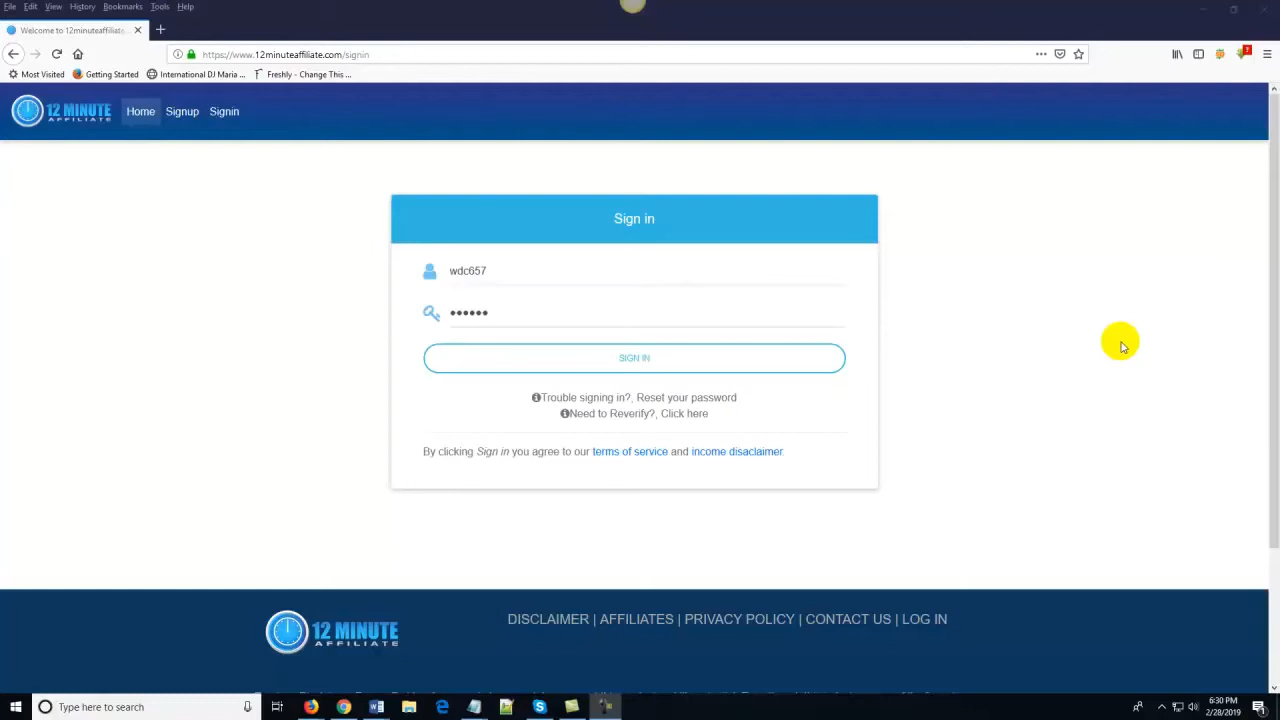 File Edit View History Bookmarks Tools Help
Welcome to 12minuteaffiliate.
https://www.12minuteaffiliate.com/signin
Most Visited Getting Started International DJ Maria ... Freshly - Change This ...
12 MINUTE AFFILIATE Home Signup Signin
Sign in
wdc657
••••••
SIGN IN
Trouble signing in?, Reset your password
Need to Reverify?, Click here
By clicking Sign in you agree to our terms of service and income disaclaimer.
12 MINUTE AFFILIATE
DISCLAIMER | AFFILIATES | PRIVACY POLICY | CONTACT US | LOG IN
Type here to search
6:30 PM
2/28/2019